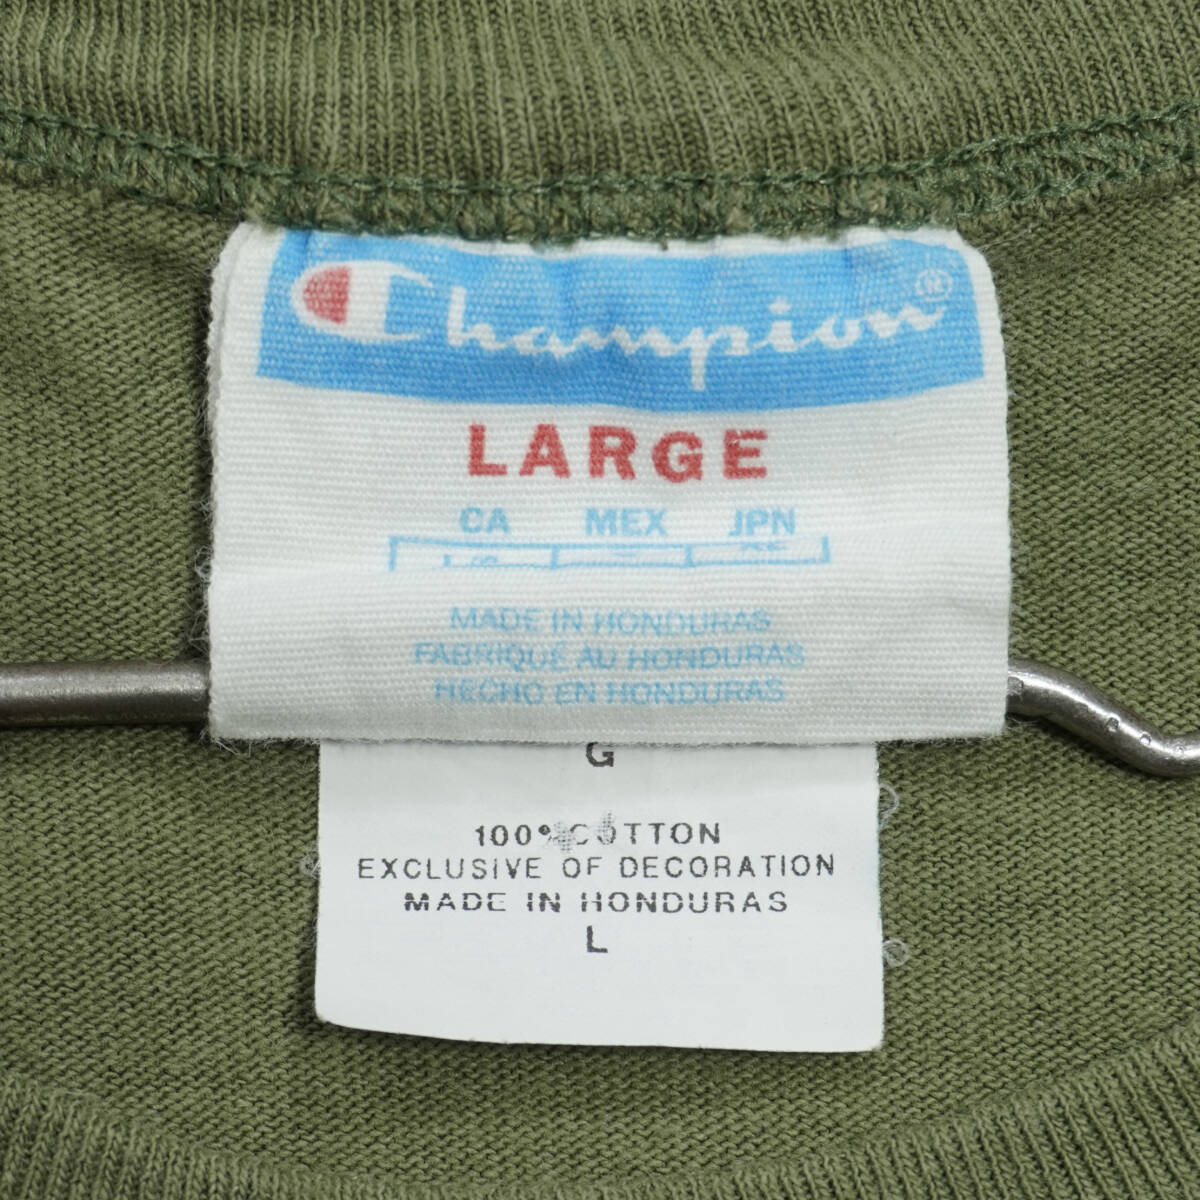 Champion®
LARGE
CA MEX JPN
MADE IN HONDURAS
FABRIQUÉ AU HONDURAS
HECHO EN HONDURAS
G
100% COTTON
EXCLUSIVE OF DECORATION
MADE IN HONDURAS
L